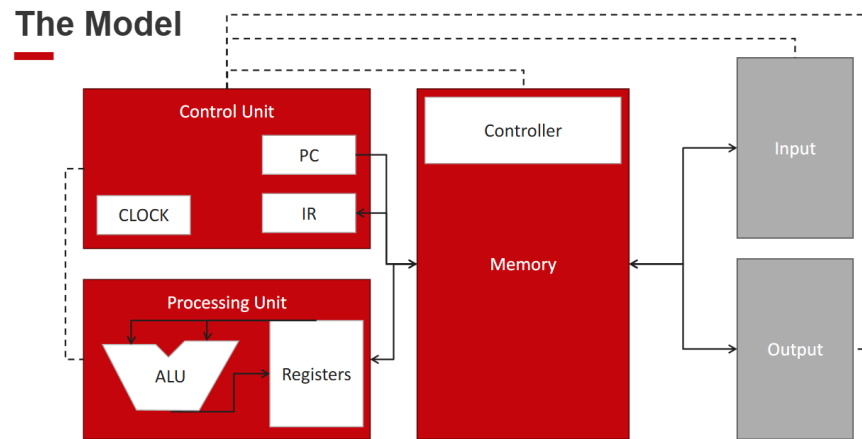 The Model
Control Unit
PC
CLOCK
IR
Processing Unit
ALU
Registers
Controller
Memory
Input
Output